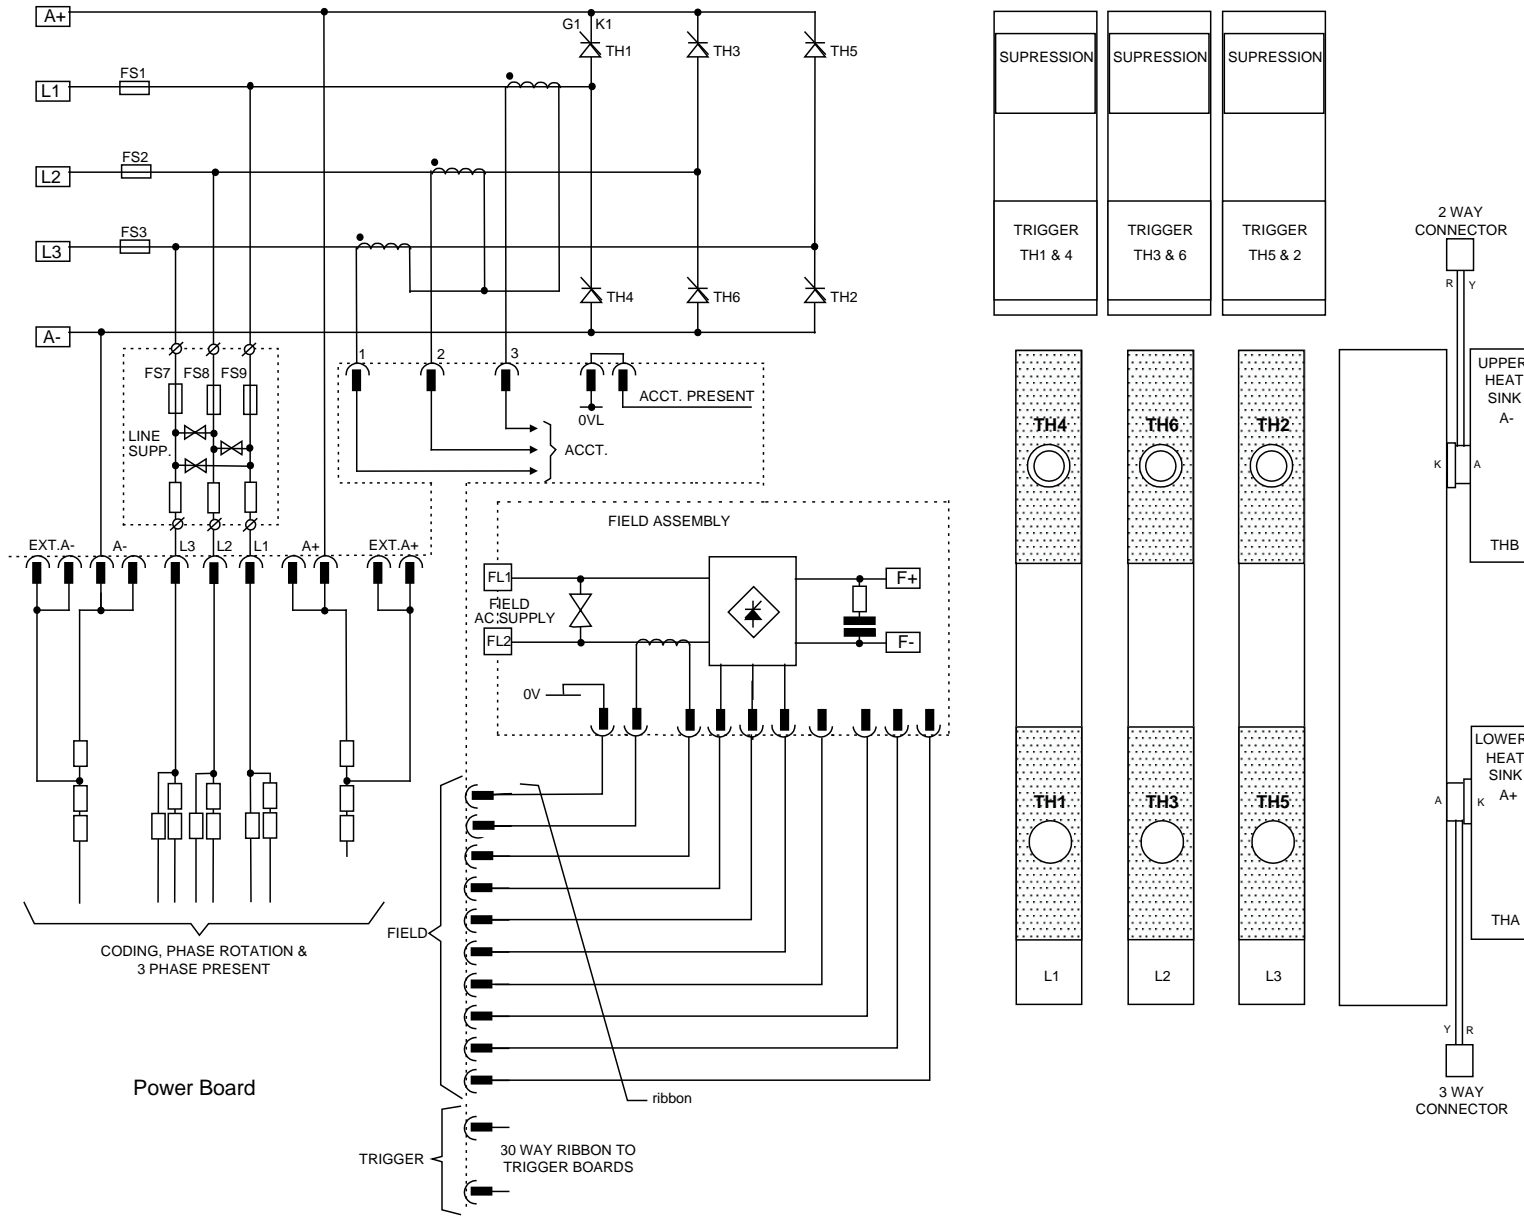 A+
G1 K1
TH1
TH3
TH5
L1
FS1
L2
FS2
L3
FS3
TH4
TH6
TH2
A-
1
2
3
FS7 FS8 FS9
LINE
SUPP.
0VL
ACCT. PRESENT
ACCT.
EXT.A-
A-
L3
L2
L1
A+
EXT.A+
FIELD ASSEMBLY
FL1
FIELD
AC SUPPLY
FL2
F+
F-
0V
CODING, PHASE ROTATION &
3 PHASE PRESENT
FIELD
Power Board
ribbon
TRIGGER
30 WAY RIBBON TO
TRIGGER BOARDS
SUPRESSION
SUPRESSION
SUPRESSION
TRIGGER
TH1 & 4
TRIGGER
TH3 & 6
TRIGGER
TH5 & 2
2 WAY
CONNECTOR
R Y
TH4
TH6
TH2
UPPER
HEAT
SINK
A-
K A
THB
TH1
TH3
TH5
LOWER
HEAT
SINK
A+
A K
THA
L1
L2
L3
Y R
3 WAY
CONNECTOR